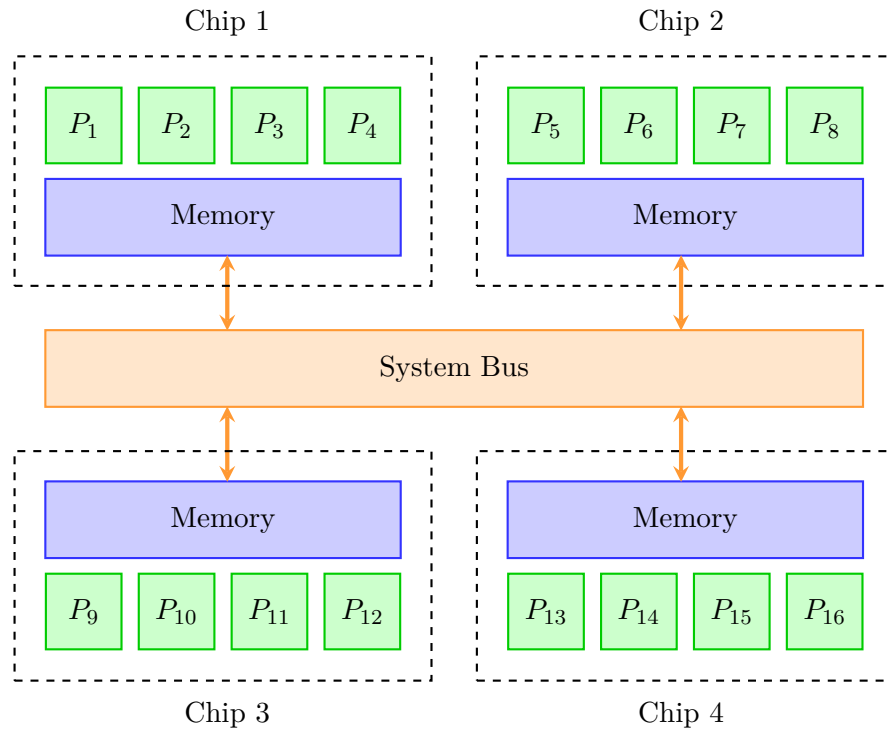 Chip 1
Chip 2
P₁ P₂ P₃ P₄
P₅ P₆ P₇ P₈
Memory
Memory
System Bus
Memory
Memory
P₉ P₁₀ P₁₁ P₁₂
P₁₃ P₁₄ P₁₅ P₁₆
Chip 3
Chip 4